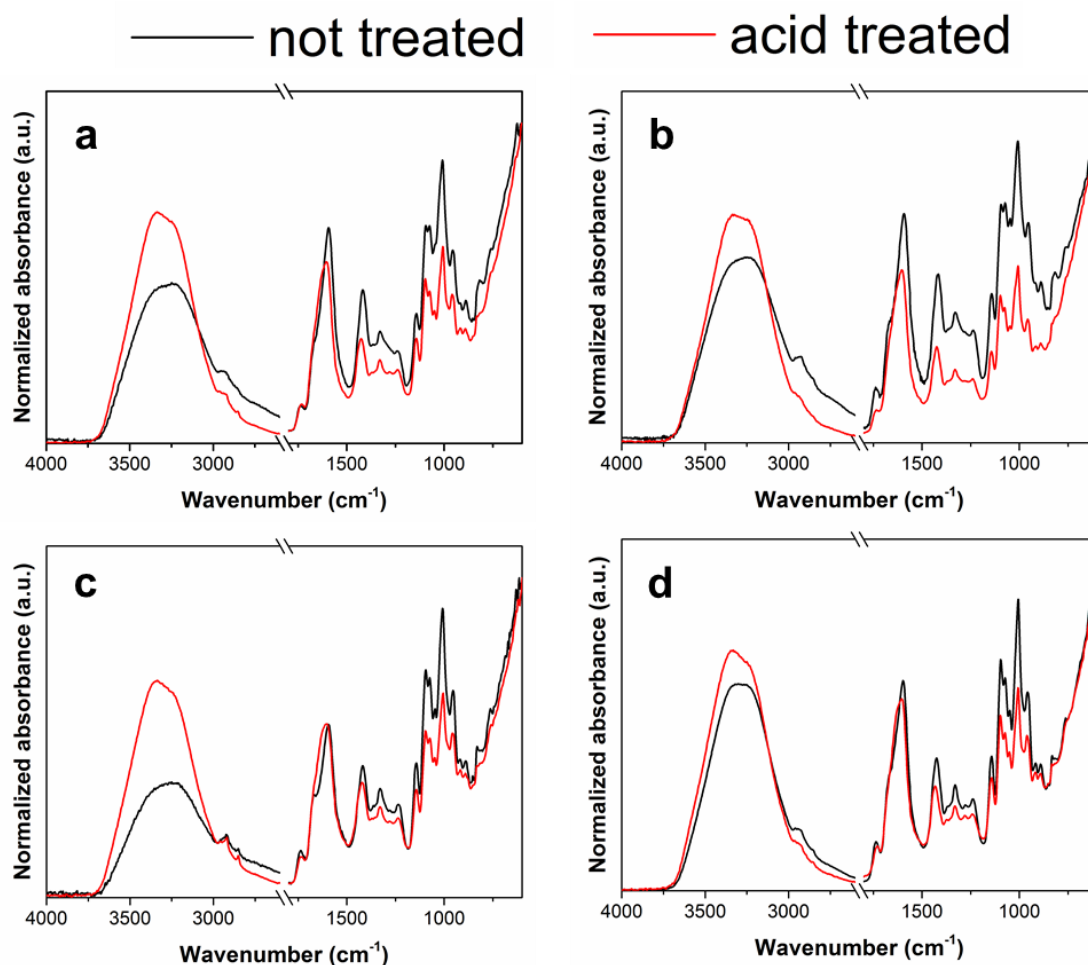 not treated
acid treated
a
Normalized absorbance (a.u.)
4000 3500 3000 1500 1000
Wavenumber (cm⁻¹)
b
Normalized absorbance (a.u.)
4000 3500 3000 1500 1000
Wavenumber (cm⁻¹)
c
Normalized absorbance (a.u.)
4000 3500 3000 1500 1000
Wavenumber (cm⁻¹)
d
Normalized absorbance (a.u.)
4000 3500 3000 1500 1000
Wavenumber (cm⁻¹)